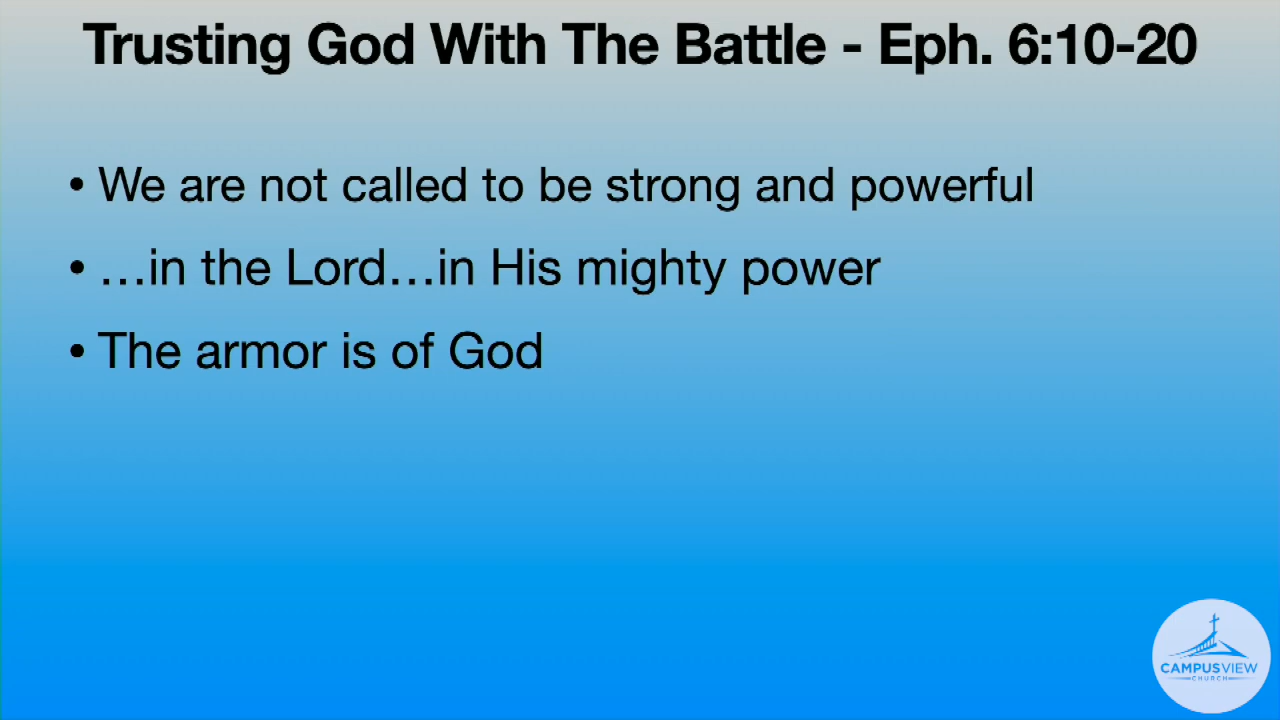 Trusting God With The Battle - Eph. 6:10-20
• We are not called to be strong and powerful
• …in the Lord…in His mighty power
• The armor is of God
CAMPUSVIEW
CHURCH